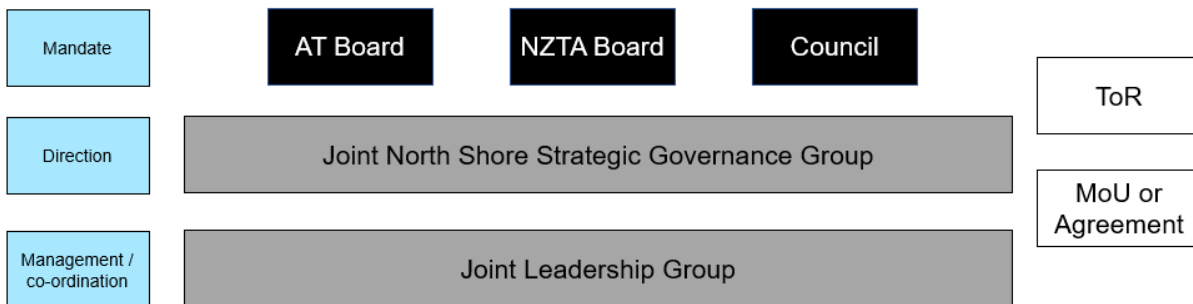 Mandate
AT Board
NZTA Board
Council
ToR
Direction
Joint North Shore Strategic Governance Group
MoU or
Agreement
Management /
co-ordination
Joint Leadership Group